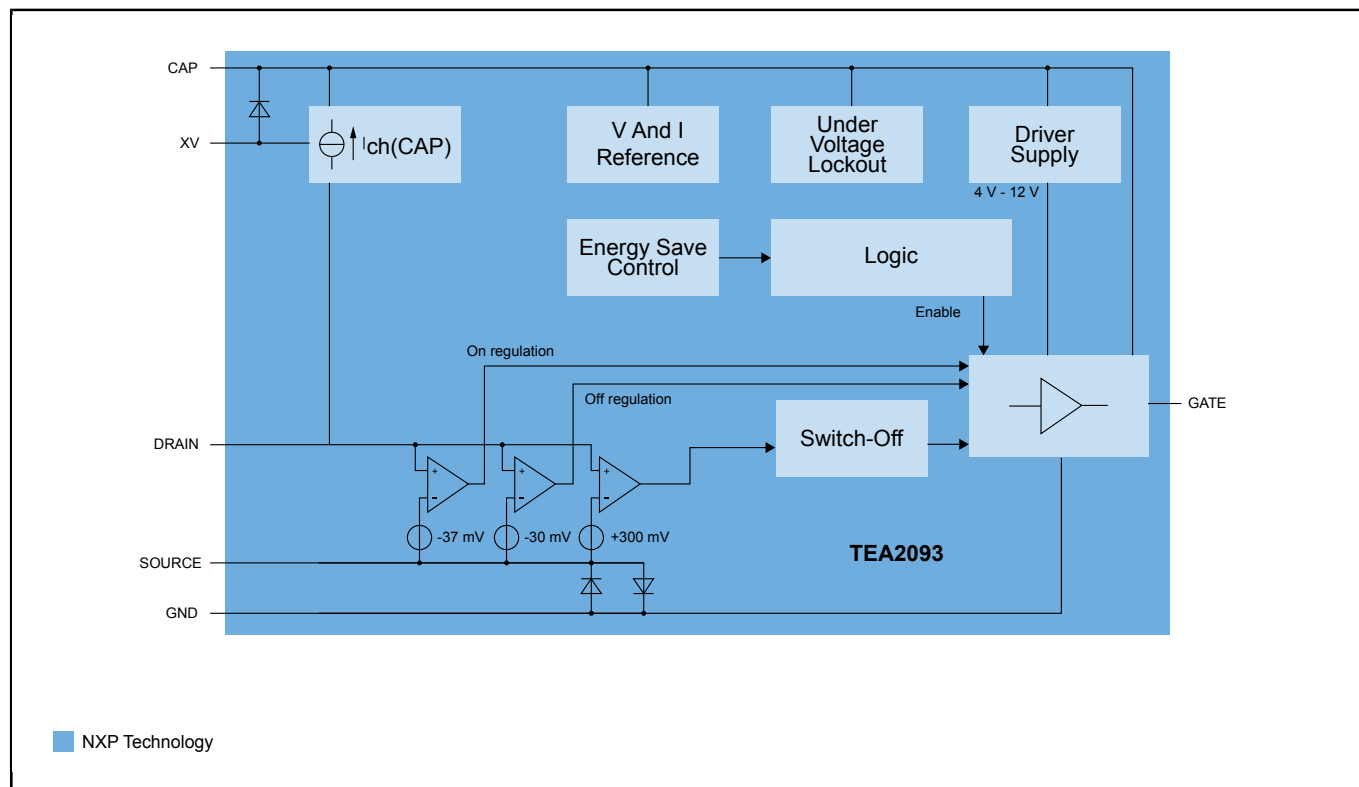 CAP
XV
Ich(CAP)
V And I
Reference
Under
Voltage
Lockout
Driver
Supply
4 V - 12 V
Energy Save
Control
Logic
Enable
On regulation
Off regulation
DRAIN
+
-
+
-
+
-
Switch-Off
GATE
-37 mV
-30 mV
+300 mV
SOURCE
TEA2093
GND
NXP Technology